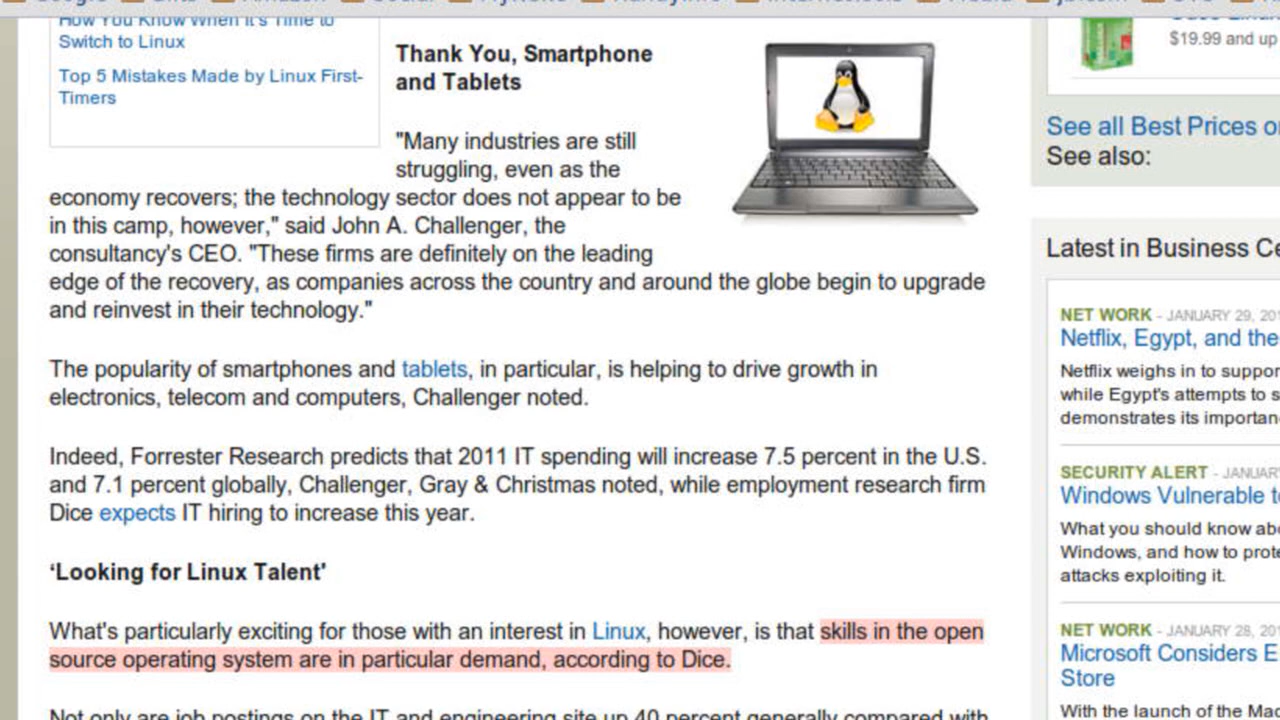 How You Know When It's Time to
Switch to Linux
Top 5 Mistakes Made by Linux First-
Timers
Thank You, Smartphone
and Tablets
"Many industries are still
struggling, even as the
economy recovers; the technology sector does not appear to be
in this camp, however," said John A. Challenger, the
consultancy's CEO. "These firms are definitely on the leading
edge of the recovery, as companies across the country and around the globe begin to upgrade
and reinvest in their technology."
The popularity of smartphones and tablets, in particular, is helping to drive growth in
electronics, telecom and computers, Challenger noted.
Indeed, Forrester Research predicts that 2011 IT spending will increase 7.5 percent in the U.S.
and 7.1 percent globally, Challenger, Gray & Christmas noted, while employment research firm
Dice expects IT hiring to increase this year.
‘Looking for Linux Talent'
What's particularly exciting for those with an interest in Linux, however, is that skills in the open
source operating system are in particular demand, according to Dice.
Not only are job postings on the IT and engineering site up 40 percent generally compared with
$19.99 and up
See all Best Prices
See also:
Latest in Business
NET WORK - JANUARY 29,
Netflix, Egypt, and the
Netflix weighs in to
while Egypt's attempts to
demonstrates its
SECURITY ALERT -
Windows Vulnerable
What you should know
Windows, and how to
attacks exploiting it.
NET WORK - JANUARY 28,
Microsoft Considers
Store
With the launch of the